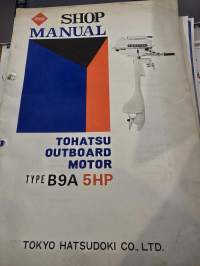 SHOP
MANUAL
TOHATSU
OUTBOARD
MOTOR
TYPE B9A 5HP
TOKYO HATSUDOKI CO., LTD.